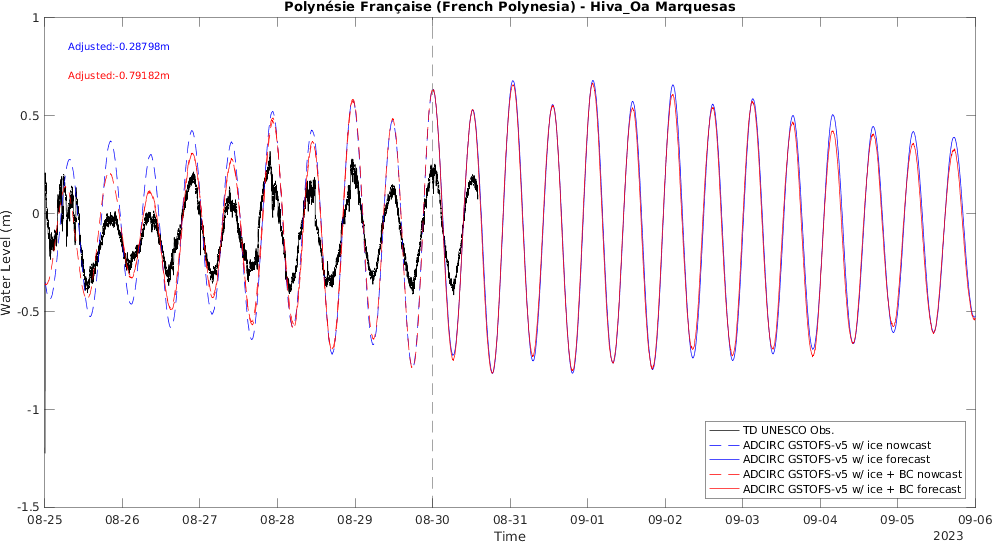 Polynésie Française (French Polynesia) - Hiva_Oa Marquesas
Adjusted:-0.28798m
Adjusted:-0.79182m
1
0.5
0
-0.5
-1
-1.5
Water Level (m)
TD UNESCO Obs.
ADCIRC GSTOFS-v5 w/ ice nowcast
ADCIRC GSTOFS-v5 w/ ice forecast
ADCIRC GSTOFS-v5 w/ ice + BC nowcast
ADCIRC GSTOFS-v5 w/ ice + BC forecast
08-25 08-26 08-27 08-28 08-29 08-30 08-31 09-01 09-02 09-03 09-04 09-05 09-06
Time
2023